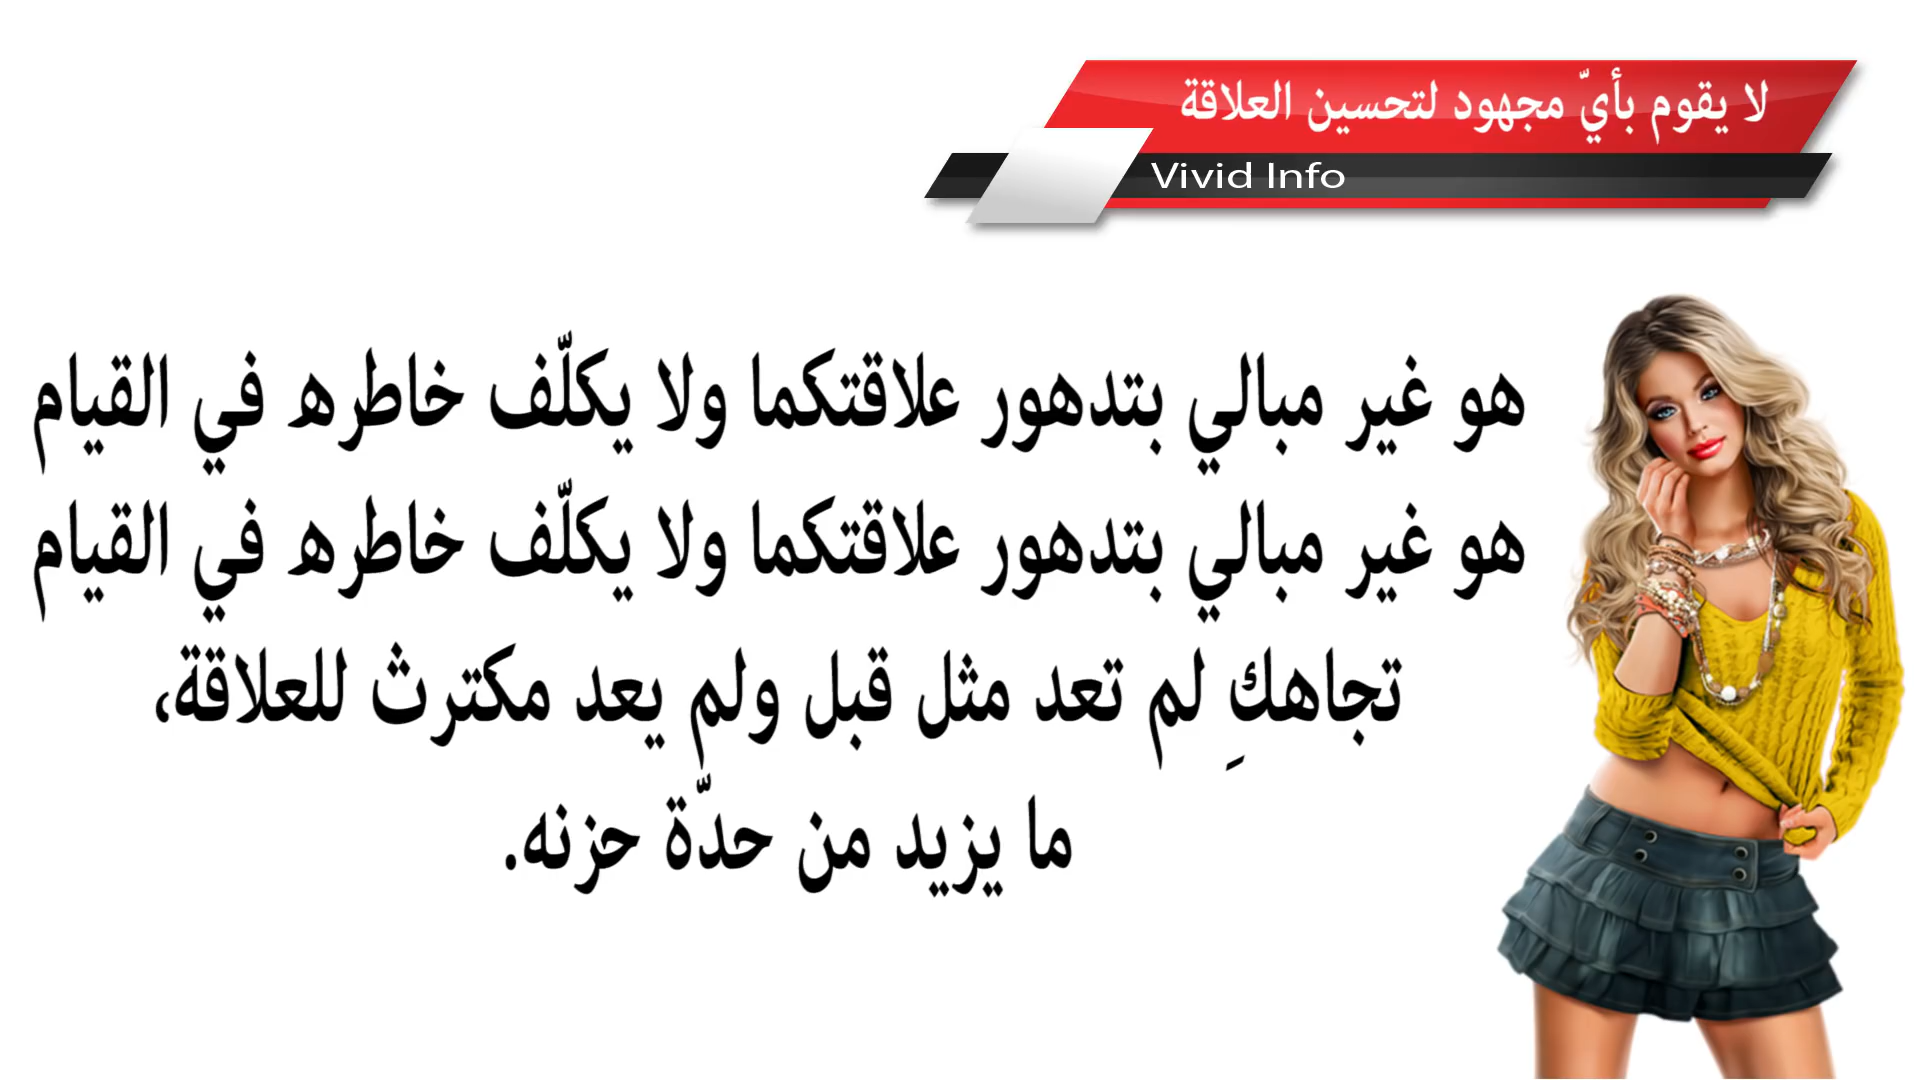 لا يقوم بأيّ مجهود لتحسين العلاقة
Vivid Info
هو غير مبالي بتدهور علاقتكما ولا يكلّف خاطره في القيام
هو غير مبالي بتدهور علاقتكما ولا يكلّف خاطره في القيام
تجاهكِ لم تعد مثل قبل ولم يعد مكترث للعلاقة،
ما يزيد من حدّة حزنه.